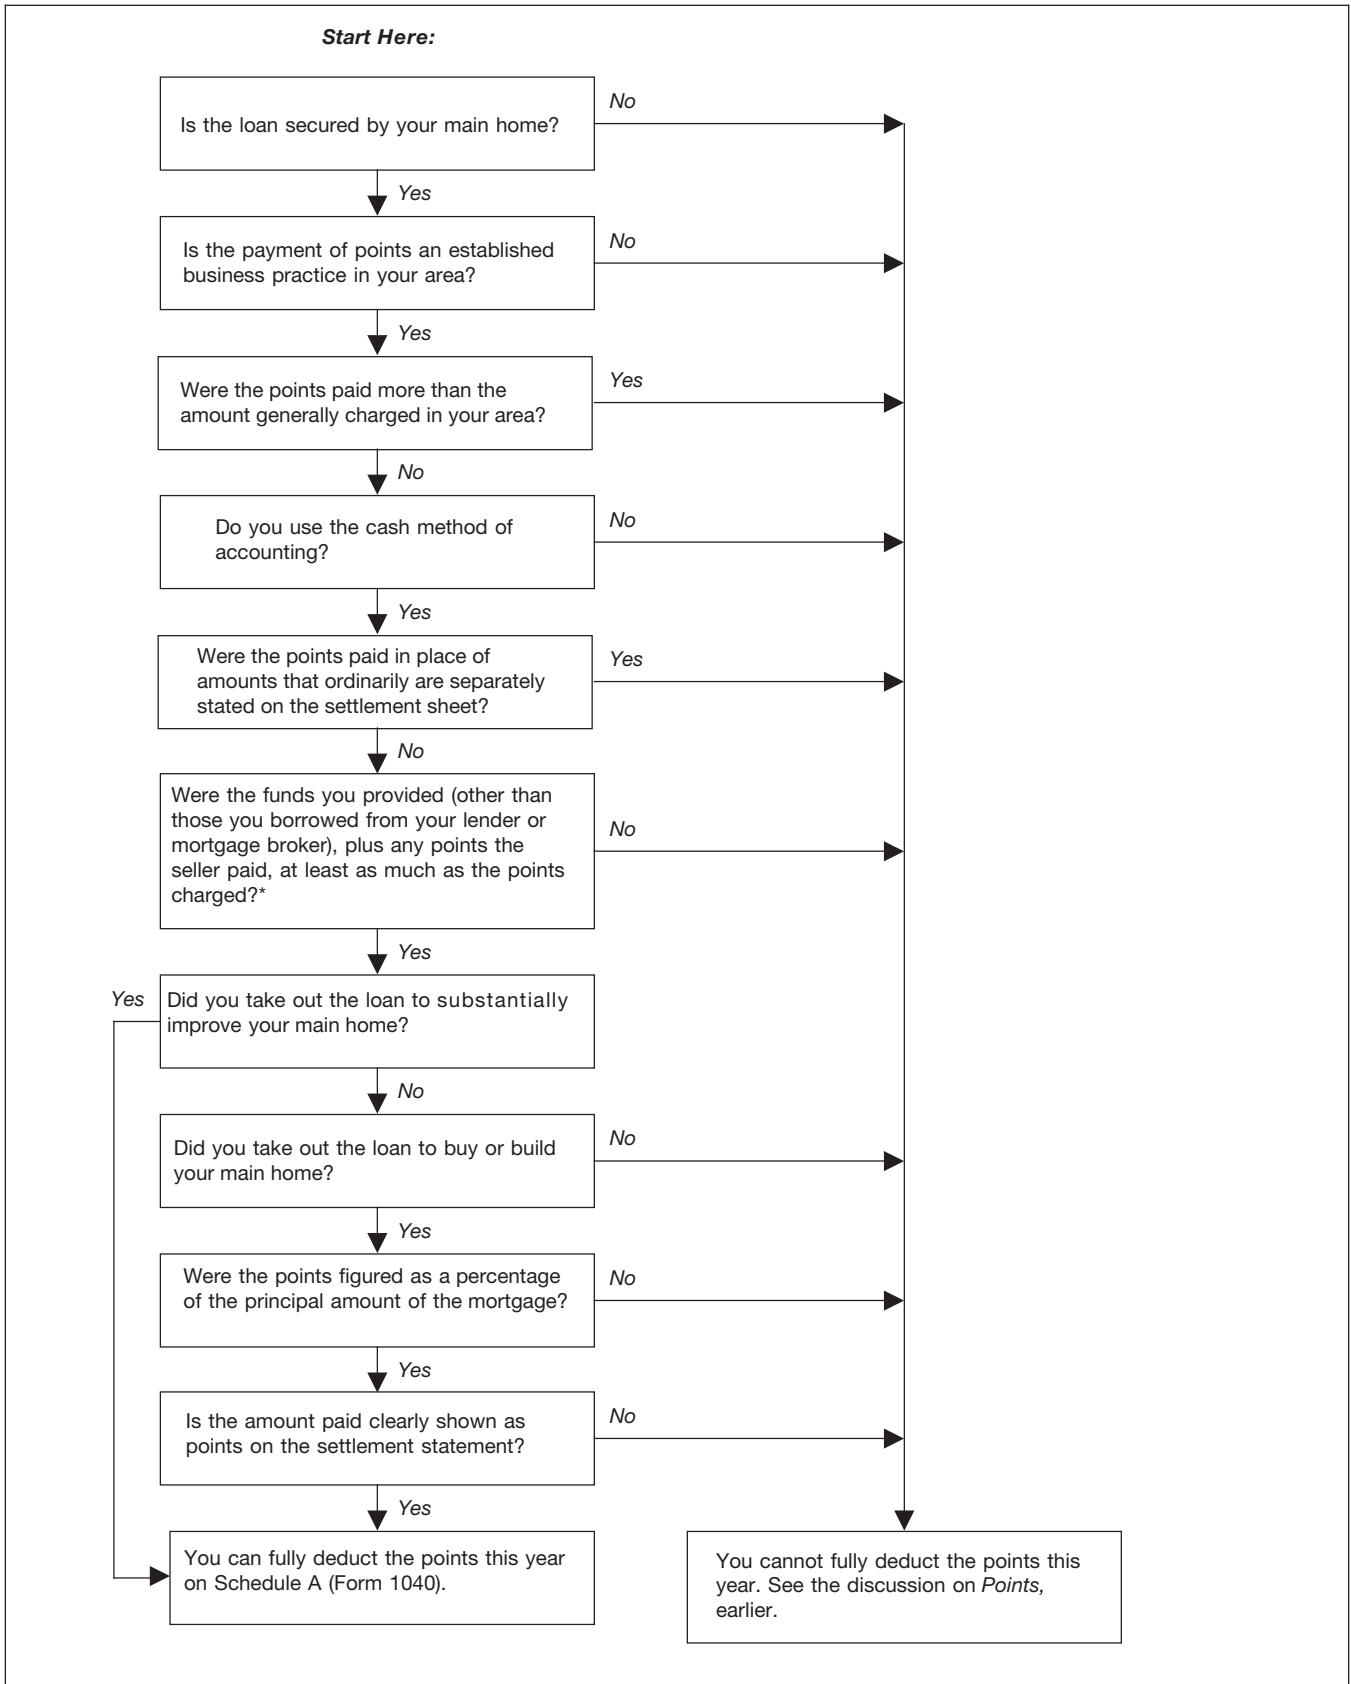 Start Here:
Is the loan secured by your main home?
No
Yes
Is the payment of points an established
business practice in your area?
No
Yes
Were the points paid more than the
amount generally charged in your area?
Yes
No
Do you use the cash method of
accounting?
No
Yes
Were the points paid in place of
amounts that ordinarily are separately
stated on the settlement sheet?
Yes
No
Were the funds you provided (other than
those you borrowed from your lender or
mortgage broker), plus any points the
seller paid, at least as much as the points
charged?*
No
Yes
Yes
Did you take out the loan to substantially
improve your main home?
No
Did you take out the loan to buy or build
your main home?
No
Yes
Were the points figured as a percentage
of the principal amount of the mortgage?
No
Yes
Is the amount paid clearly shown as
points on the settlement statement?
No
Yes
You can fully deduct the points this year
on Schedule A (Form 1040).
You cannot fully deduct the points this
year. See the discussion on Points,
earlier.